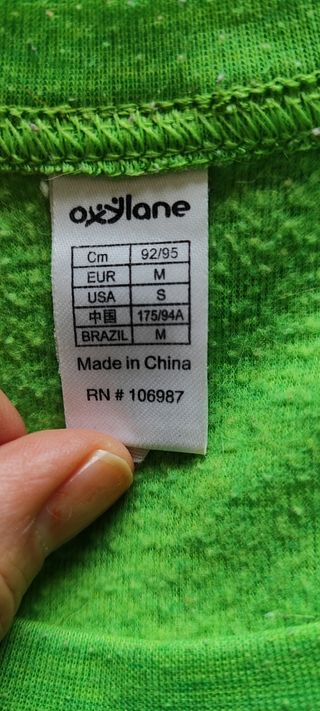 oxylane
Cm 92/95
EUR M
USA S
中国 175/94A
BRAZIL M
Made in China
RN # 106987